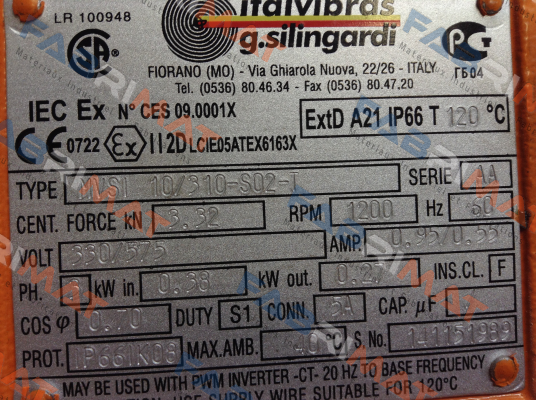 LR 100948
italvibras
g.silingardi
FIORANO (MO) - Via Ghiarola Nuova, 22/26 - ITALY
Tel. (0536) 80.46.34 - Fax (0536) 80.47.20
ГБ04
IEC Ex N° CES 09.0001X
ExtD A21 IP66 T 120 °C
CE 0722 Ex II2D LCIE05ATEX6163X
TYPE 10/310-S02-T SERIE AA
CENT. FORCE kN 3.32 RPM 1200 Hz 60
VOLT 330/575 AMP. 0.95/0.55
PH. kW in. 0.38 kW out. 0.27 INS.CL. F
COS φ 0.70 DUTY S1 CONN. 5A CAP. µF
PROT. IP66IK08 MAX.AMB. 40 °C S. No. 141151989
MAY BE USED WITH PWM INVERTER -CT- 20 HZ TO BASE FREQUENCY
USE SUPPLY WIRE SUITABLE FOR 120°C
FABRIMAT